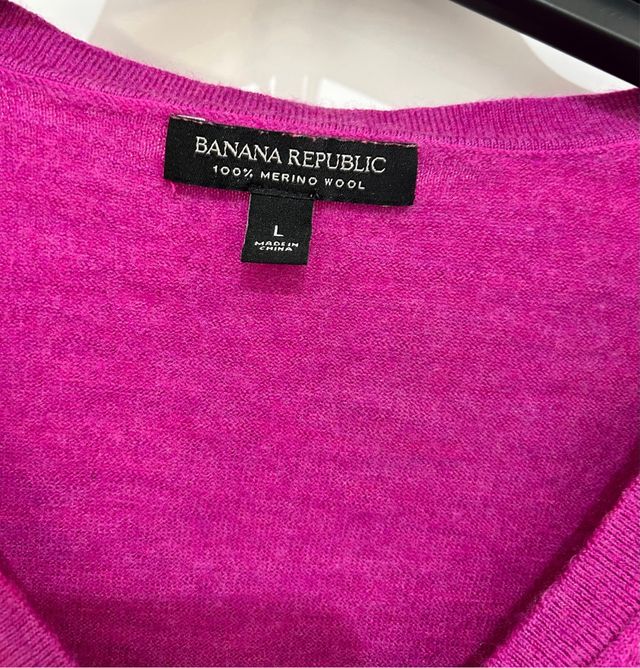 BANANA REPUBLIC
100% MERINO WOOL
L
MADE IN
CHINA